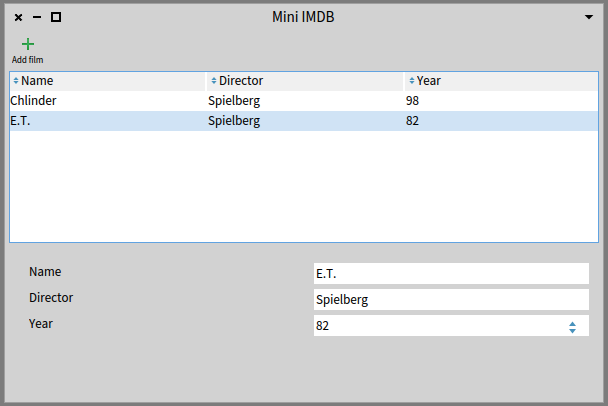 Mini IMDB
Add film
Name Director Year
Chlinder Spielberg 98
E.T. Spielberg 82
Name E.T.
Director Spielberg
Year 82